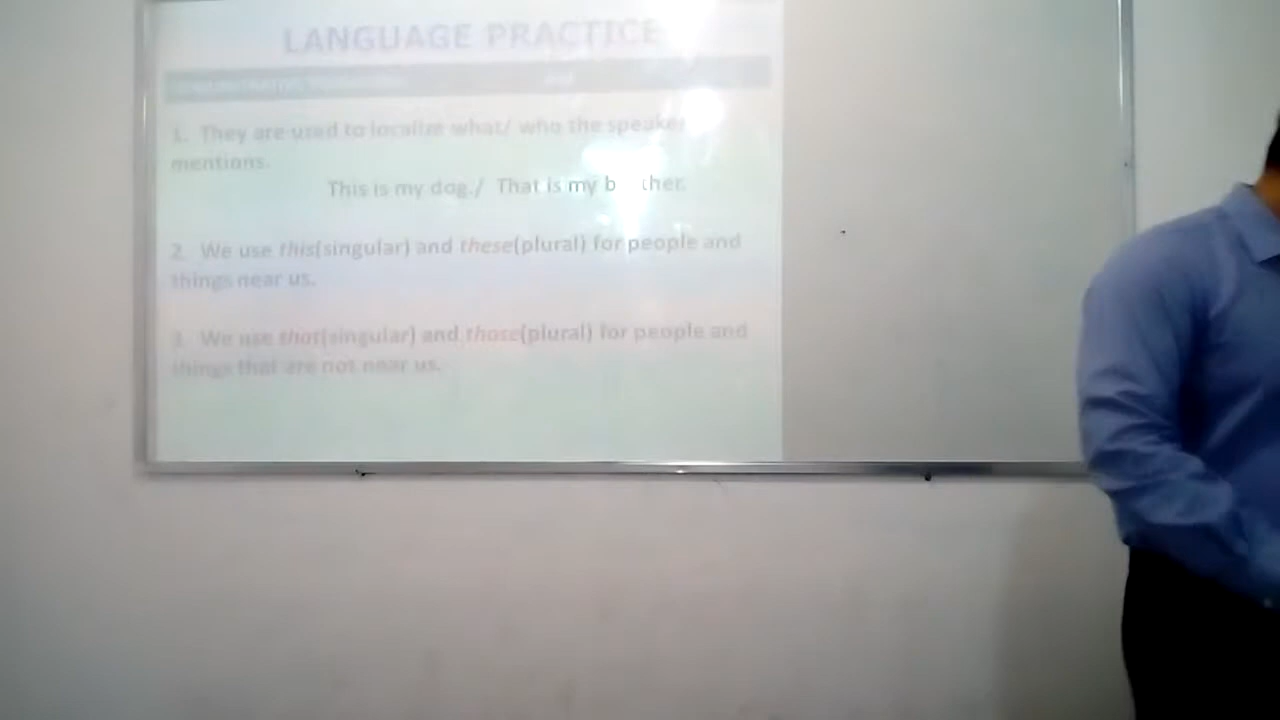 LANGUAGE PRACTICE
1. They are used to localize what/ who the speaker
mentions.
This is my dog./ That is my
2. We use this(singular) and these(plural) for people and
things near us.
3. We use that(singular) and those(plural) for people and
things that are not near us.